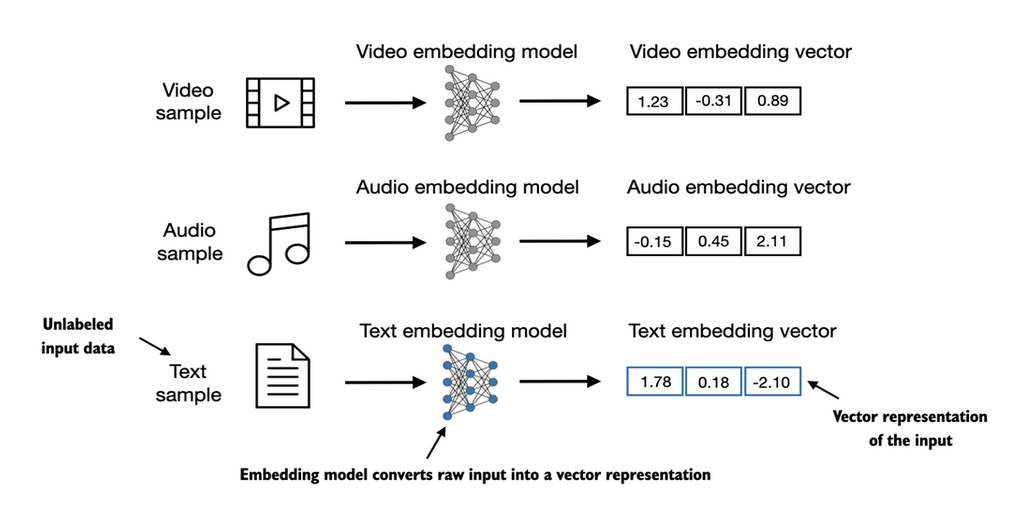 Video embedding model
Video embedding vector
Video
sample
1.23
-0.31
0.89
Audio embedding model
Audio embedding vector
Audio
sample
-0.15
0.45
2.11
Unlabeled
input data
Text embedding model
Text embedding vector
Text
sample
1.78
0.18
-2.10
Vector representation
of the input
Embedding model converts raw input into a vector representation